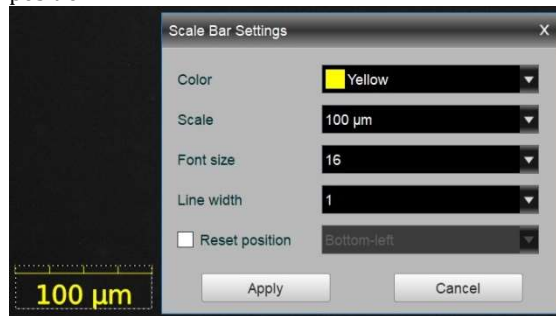 Scale Bar Settings X
Color Yellow
Scale 100 µm
Font size 16
Line width 1
Reset position Bottom-left
Apply Cancel
100 µm